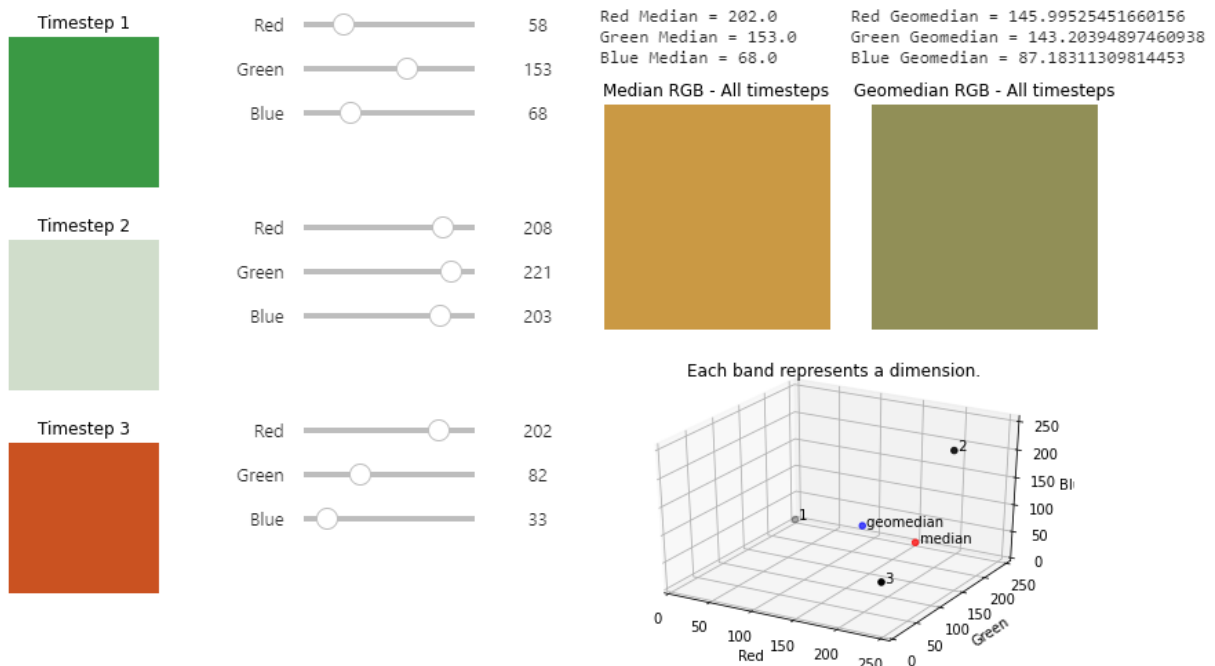 Timestep 1
Red 58
Green 153
Blue 68
Timestep 2
Red 208
Green 221
Blue 203
Timestep 3
Red 202
Green 82
Blue 33
Red Median = 202.0
Green Median = 153.0
Blue Median = 68.0
Red Geomedian = 145.99525451660156
Green Geomedian = 143.20394897460938
Blue Geomedian = 87.18311309814453
Median RGB - All timesteps
Geomedian RGB - All timesteps
Each band represents a dimension.
1
2
3
geomedian
median
0 50 100 150 200 250
Red
0 50 100 150 200 250
Green
250
200
150
100
50
0